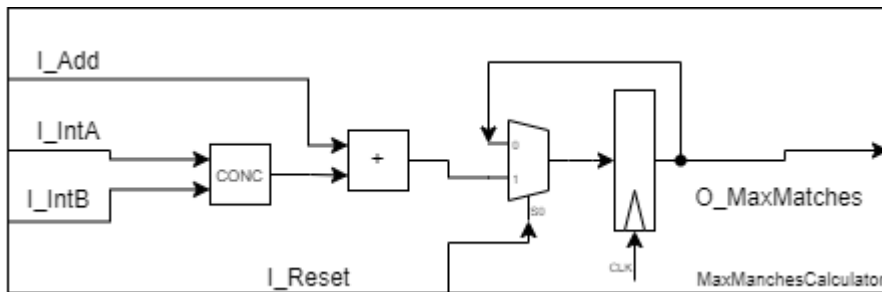 I_Add
I_IntA
CONC
+
0
1
I_IntB
S0
O_MaxMatches
I_Reset
CLK
MaxManchesCalculator